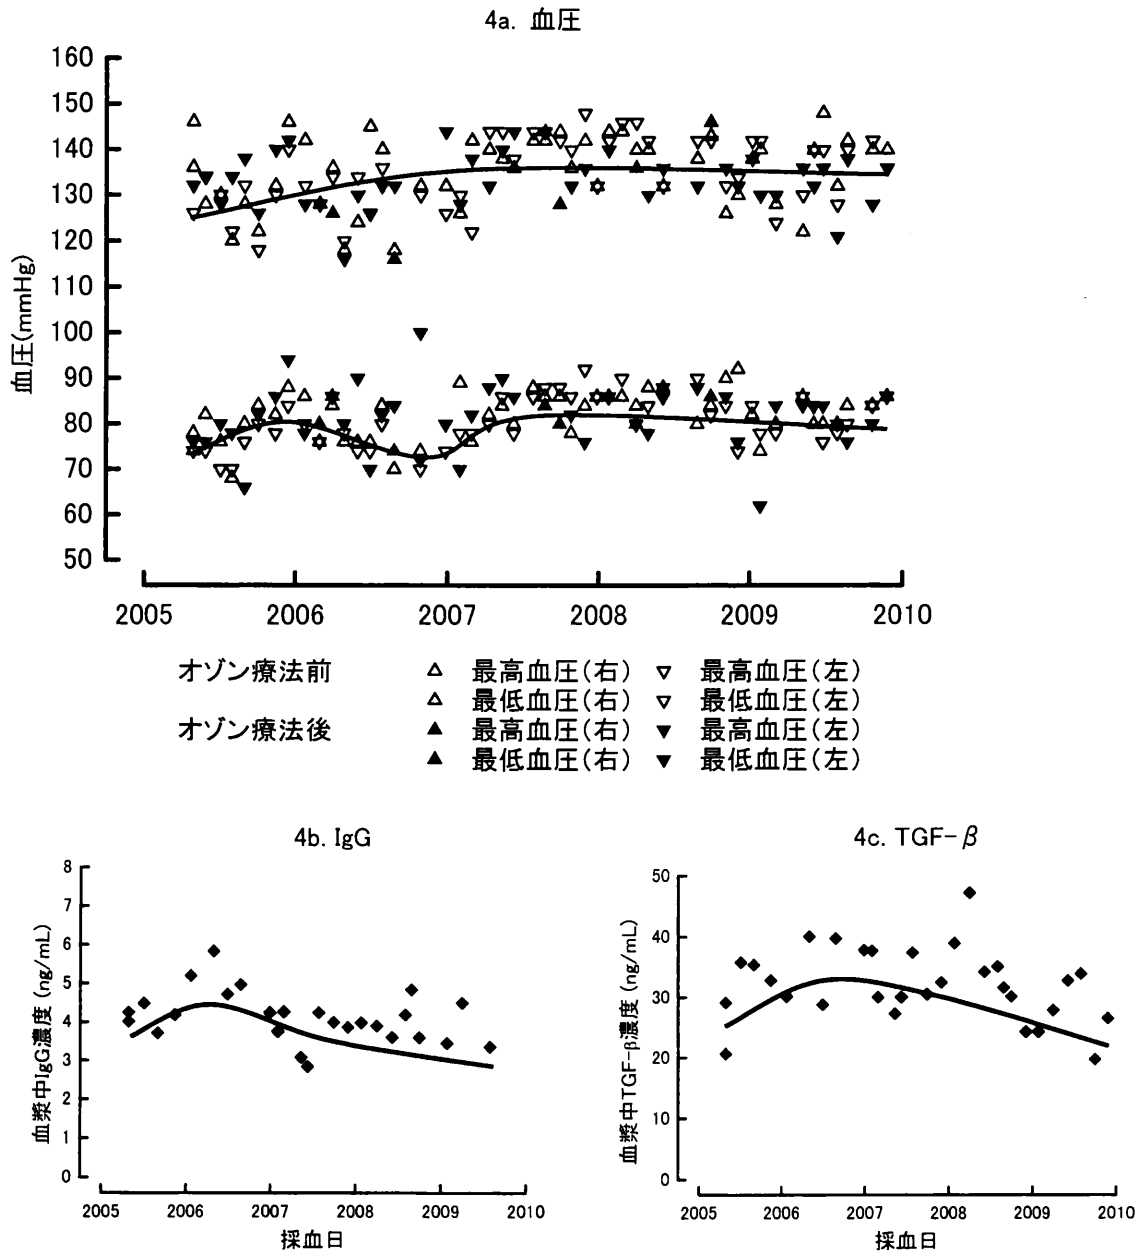 4a. 血圧
血圧(mmHg)
160
150
140
130
120
110
100
90
80
70
60
50
2005 2006 2007 2008 2009 2010
オゾン療法前 △ 最高血圧(右) ▽ 最高血圧(左)
△ 最低血圧(右) ▽ 最低血圧(左)
オゾン療法後 ▲ 最高血圧(右) ▼ 最高血圧(左)
▲ 最低血圧(右) ▼ 最低血圧(左)
4b. IgG
血漿中IgG濃度 (ng/mL)
8
7
6
5
4
3
2
1
0
2005 2006 2007 2008 2009 2010
採血日
4c. TGF-β
血漿中TGF-β濃度 (ng/mL)
50
40
30
20
10
0
2005 2006 2007 2008 2009 2010
採血日